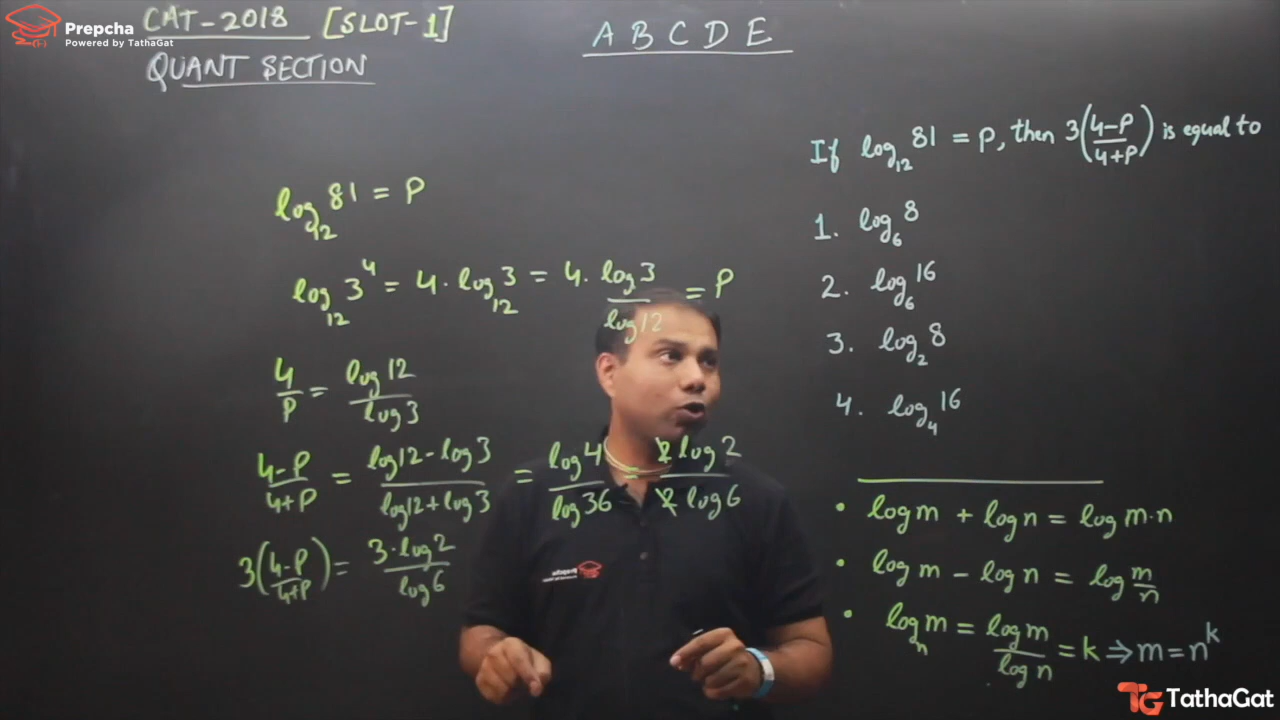 Prepcha
Powered by TathaGat
CAT-2018 [SLOT-1]
QUANT SECTION
A B C D E
log₁₂ 81 = P
log₁₂ 3⁴ = 4 · log₁₂ 3 = 4 · log 3 / log 12 = P
4/P = log 12 / log 3
4-P / 4+P = log 12 - log 3 / log 12 + log 3 = log 4 / log 36 = 2 log 2 / 2 log 6
3(4-P / 4+P) = 3 · log 2 / log 6
If log₁₂ 81 = P, then 3(4-P / 4+P) is equal to
1. log₆ 8
2. log₆ 16
3. log₂ 8
4. log₄ 16
• log m + log n = log m·n
• log m - log n = log m/n
• logₙ m = log m / log n = k ⇒ m = nᵏ
prepcha
TG TathaGat